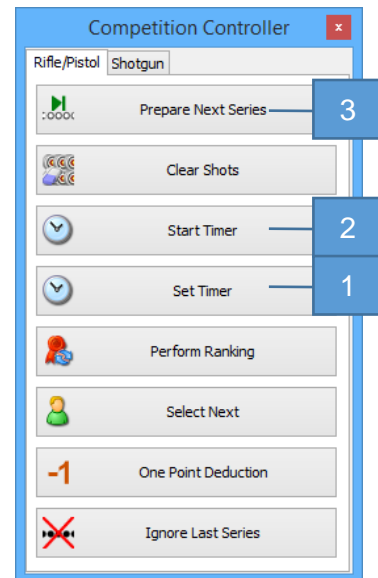 Competition Controller x
Rifle/Pistol Shotgun
Prepare Next Series 3
Clear Shots
Start Timer 2
Set Timer 1
Perform Ranking
Select Next
-1 One Point Deduction
Ignore Last Series